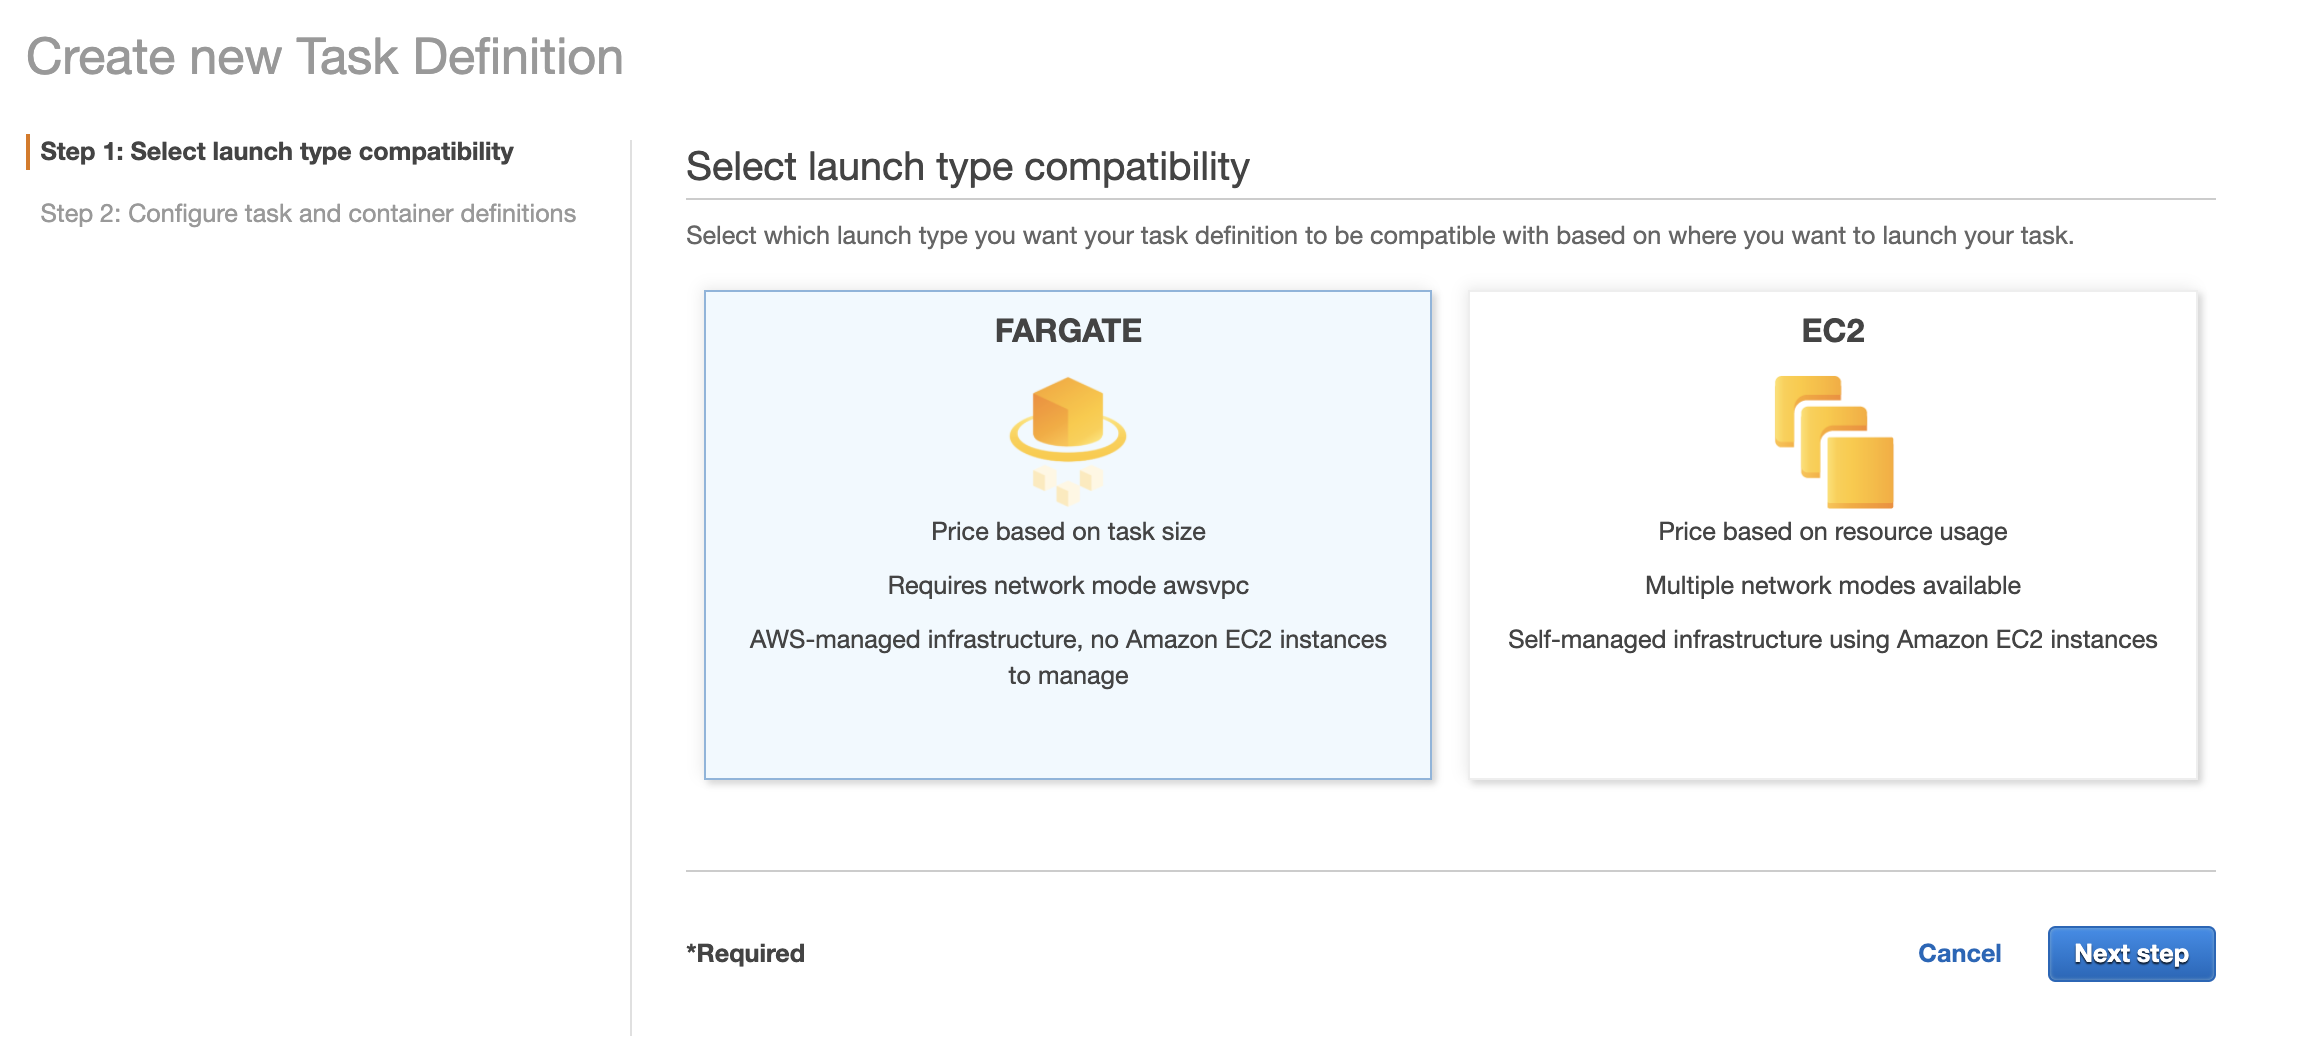 Create new Task Definition
Step 1: Select launch type compatibility
Step 2: Configure task and container definitions
Select launch type compatibility
Select which launch type you want your task definition to be compatible with based on where you want to launch your task.
FARGATE
Price based on task size
Requires network mode awsvpc
AWS-managed infrastructure, no Amazon EC2 instances
to manage
EC2
Price based on resource usage
Multiple network modes available
Self-managed infrastructure using Amazon EC2 instances
*Required
Cancel
Next step